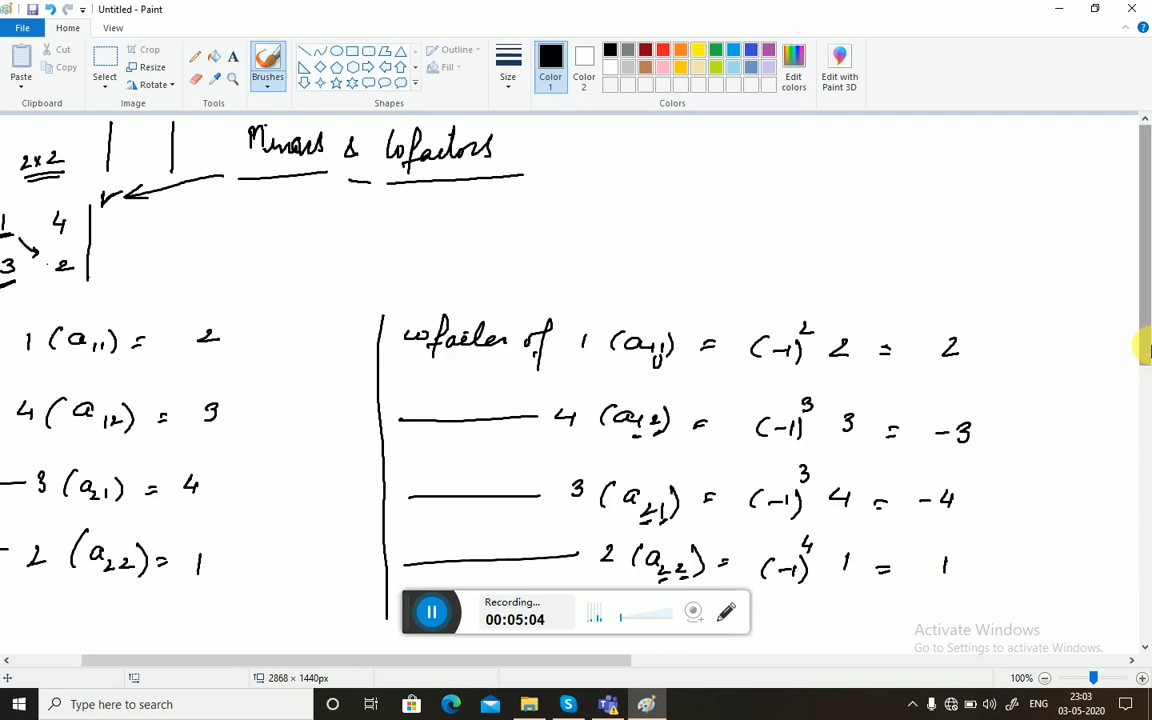 Untitled - Paint
File Home View
Cut
Copy
Paste
Clipboard
Select
Crop
Resize
Rotate
Image
Tools
Brushes
Shapes
Outline
Fill
Size
Color 1
Color 2
Edit colors
Edit with Paint 3D
Colors
2x2 Minors & Cofactors
1 4
3 2
1 (a11) = 2
4 (a12) = 3
3 (a21) = 4
2 (a22) = 1
cofactor of 1 (a11) = (-1)^2 2 = 2
4 (a12) = (-1)^3 3 = -3
3 (a21) = (-1)^3 4 = -4
2 (a22) = (-1)^4 1 = 1
Recording...
00:05:04
Activate Windows
Go to Settings to activate Windows.
2868 × 1440px
100%
Type here to search
ENG
23:03
03-05-2020